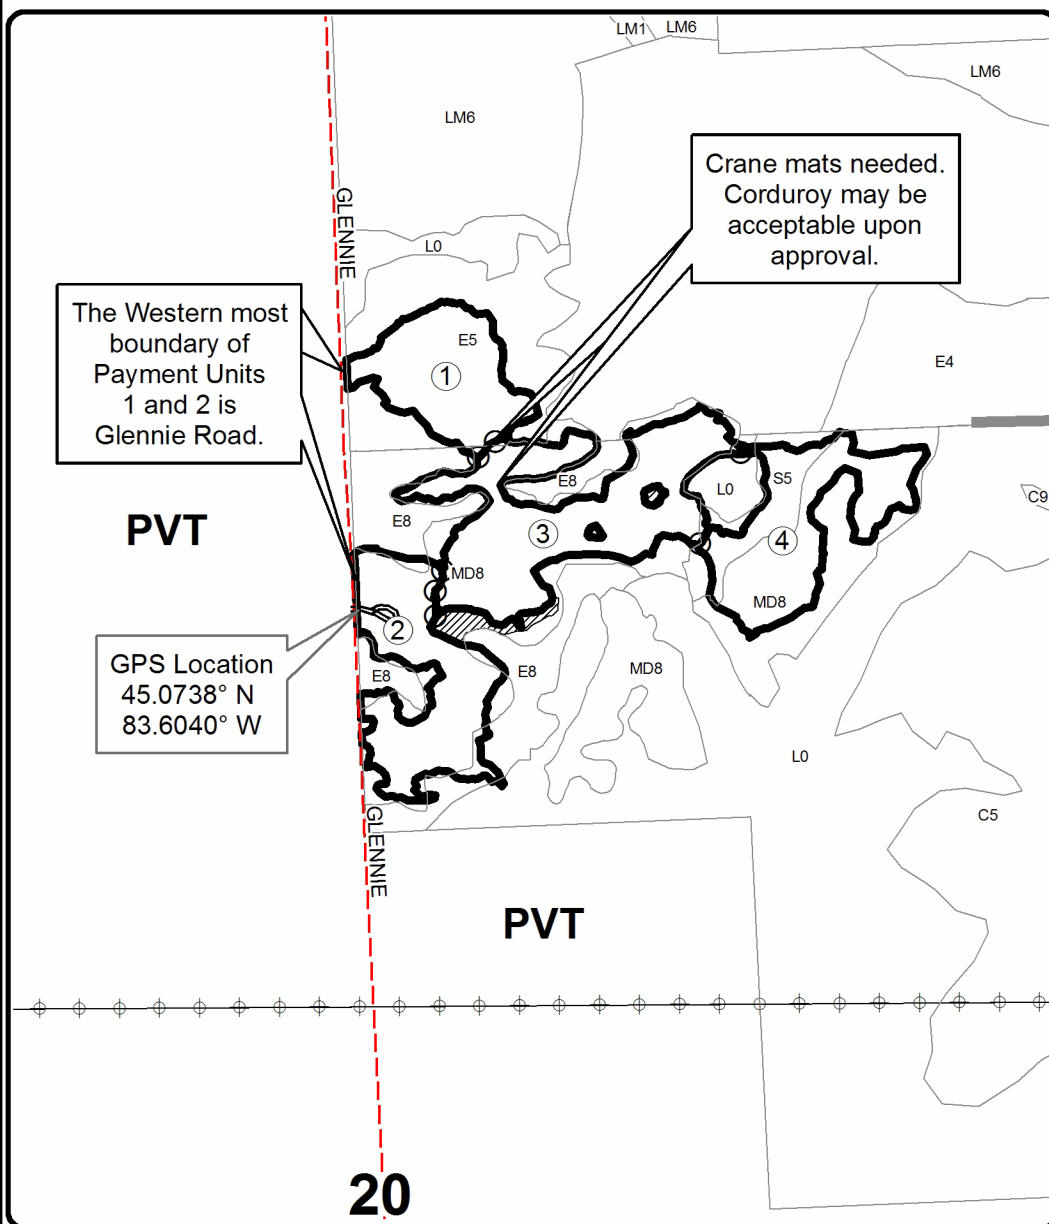 LM1
LM6
LM6
LM6
Crane mats needed.
Corduroy may be
acceptable upon
approval.
GLENNIE
L0
The Western most
boundary of
Payment Units
1 and 2 is
Glennie Road.
E5
1
E4
E8
L0
S5
C9
PVT
E8
3
4
MD8
MD8
2
GPS Location
45.0738° N
83.6040° W
E8
E8
MD8
L0
GLENNIE
C5
PVT
20